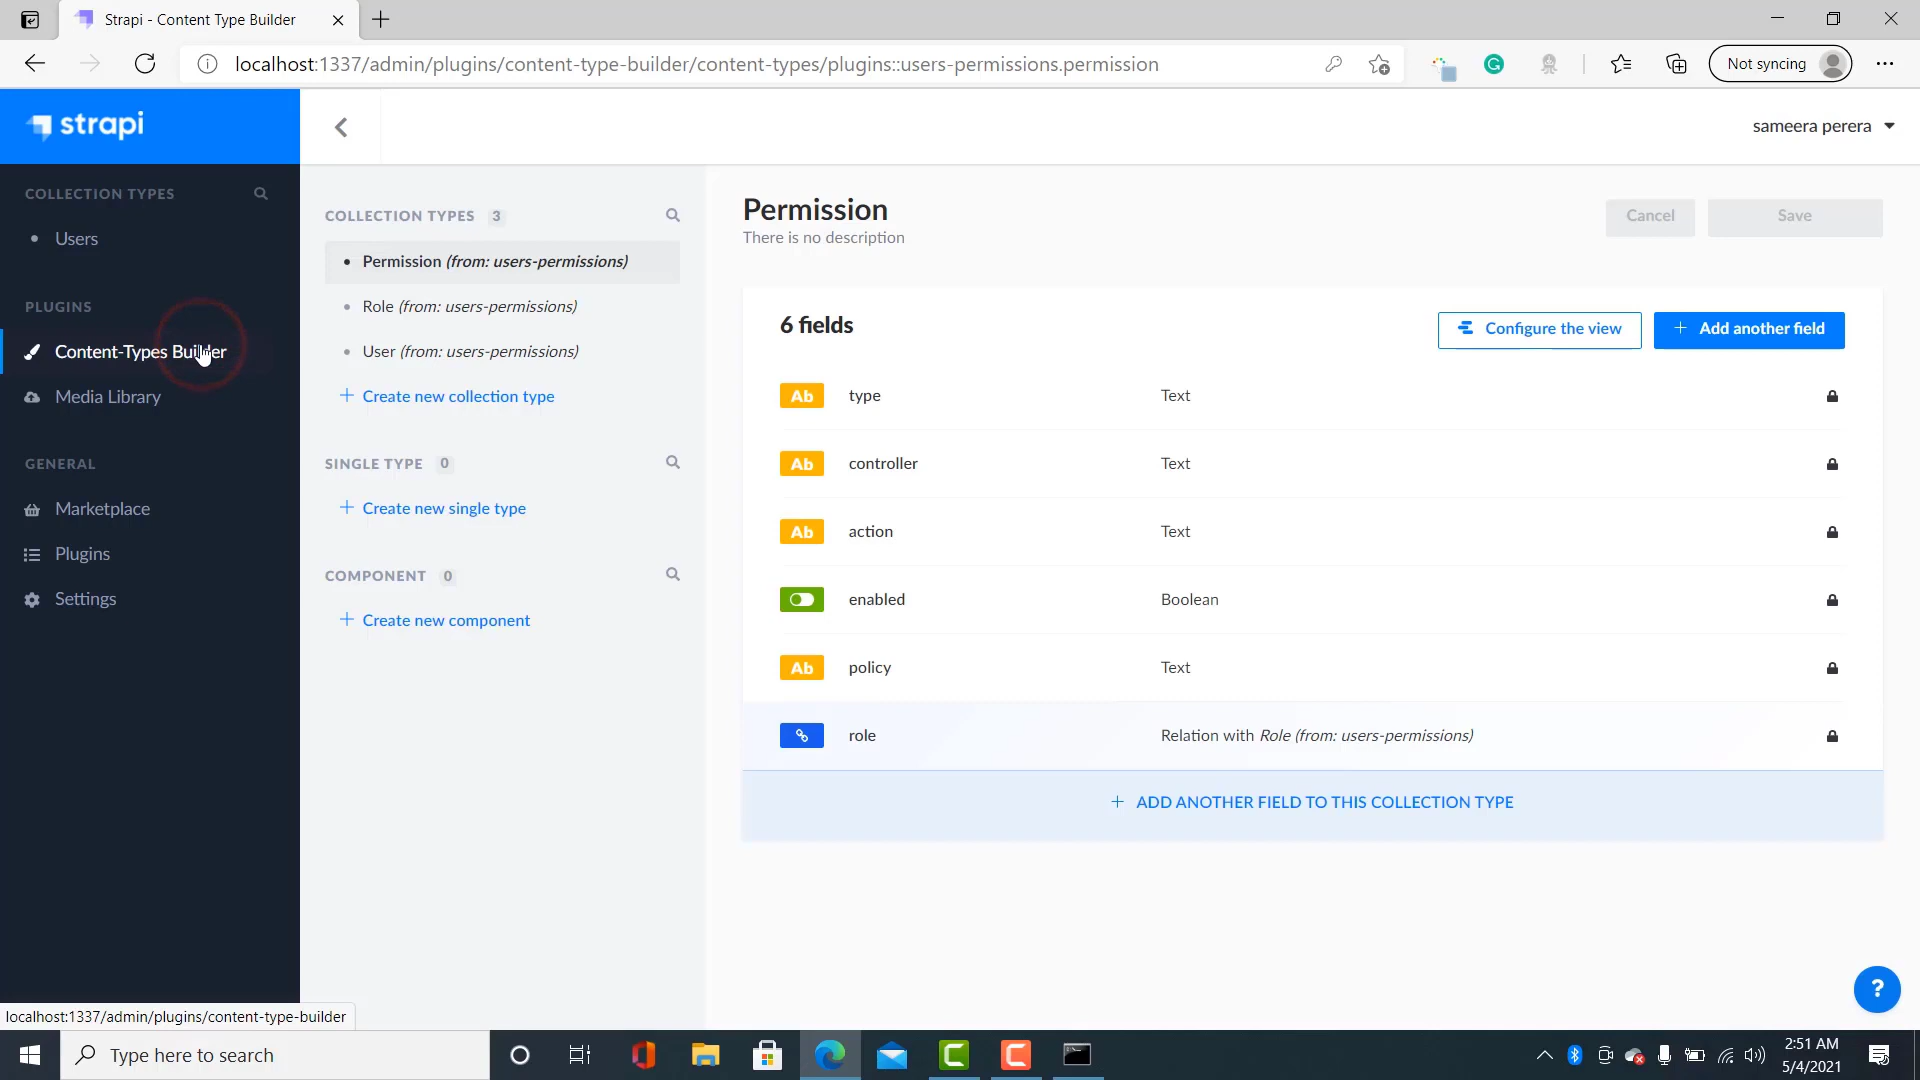 Strapi - Content Type Builder
localhost:1337/admin/plugins/content-type-builder/content-types/plugins::users-permissions.permission
Not syncing
strapi
sameera perera
COLLECTION TYPES
Users
PLUGINS
Content-Types Builder
Media Library
GENERAL
Marketplace
Plugins
Settings
COLLECTION TYPES 3
Permission (from: users-permissions)
Role (from: users-permissions)
User (from: users-permissions)
Create new collection type
SINGLE TYPE 0
Create new single type
COMPONENT 0
Create new component
Permission
There is no description
Cancel
Save
6 fields
Configure the view
Add another field
Ab type Text
Ab controller Text
Ab action Text
enabled Boolean
Ab policy Text
role Relation with Role (from: users-permissions)
ADD ANOTHER FIELD TO THIS COLLECTION TYPE
?
localhost:1337/admin/plugins/content-type-builder
Type here to search
2:51 AM
5/4/2021